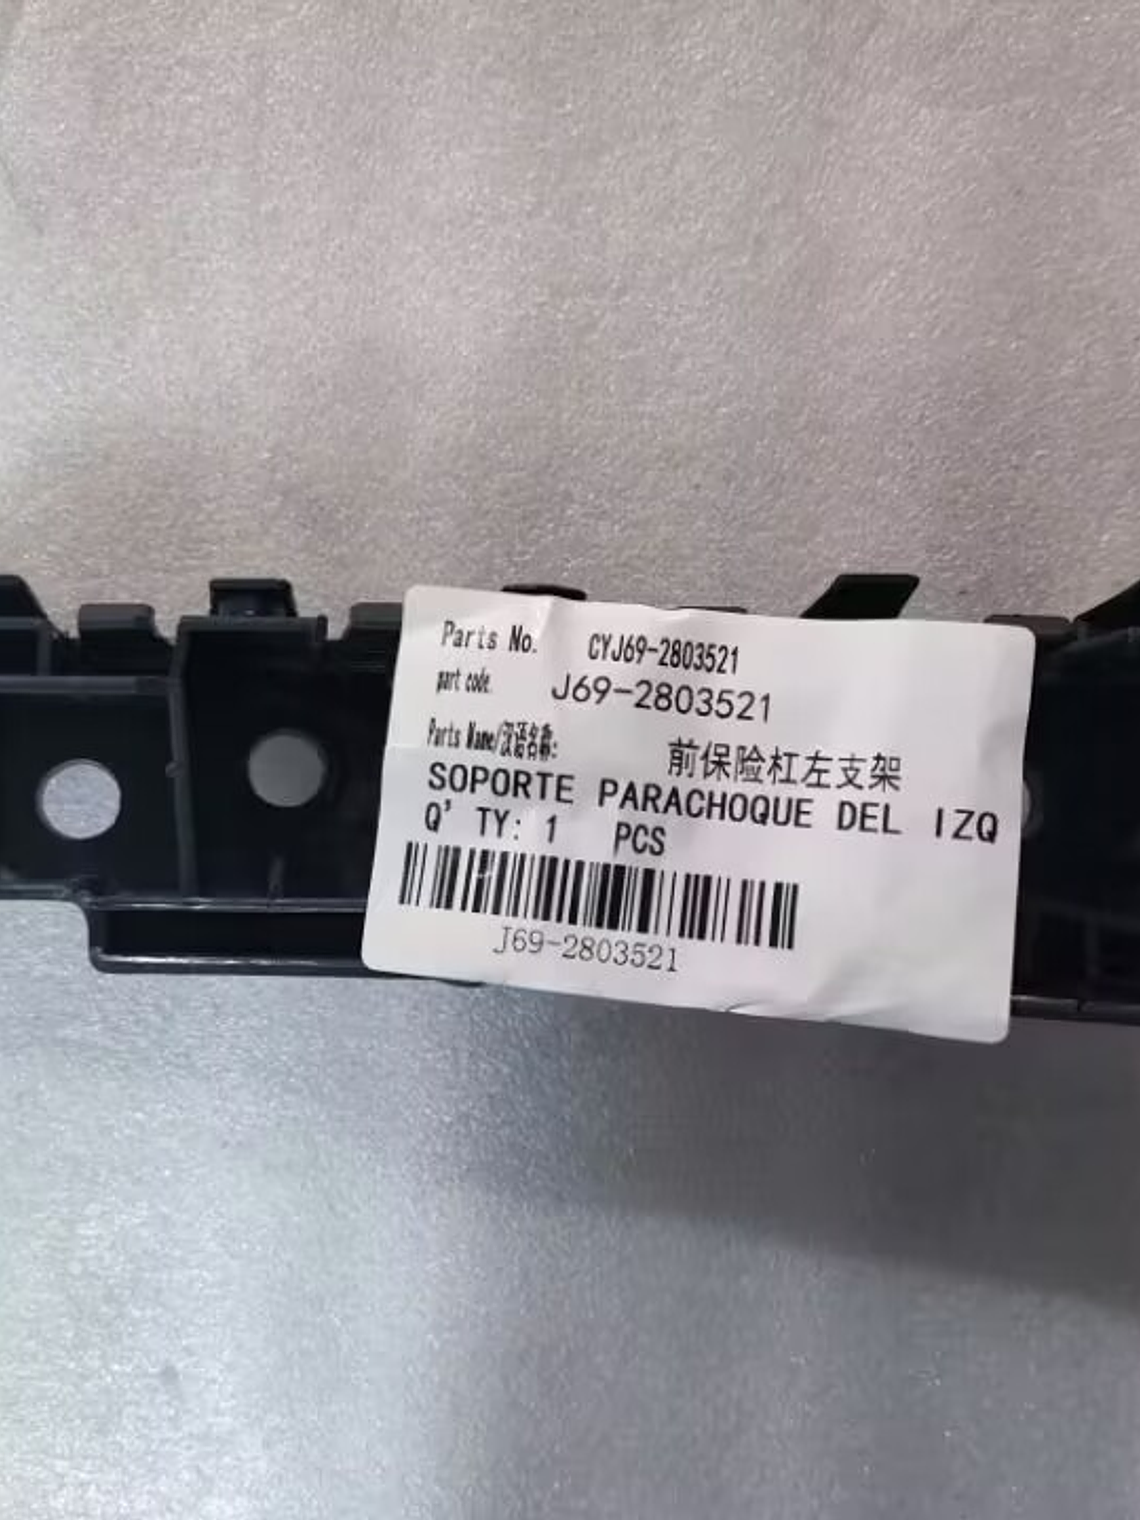 Parts No. CYJ69-2803521
part code. J69-2803521
Parts Name/汉语名称: 前保险杠左支架
SOPORTE PARACHOQUE DEL IZQ
Q' TY: 1 PCS
J69-2803521